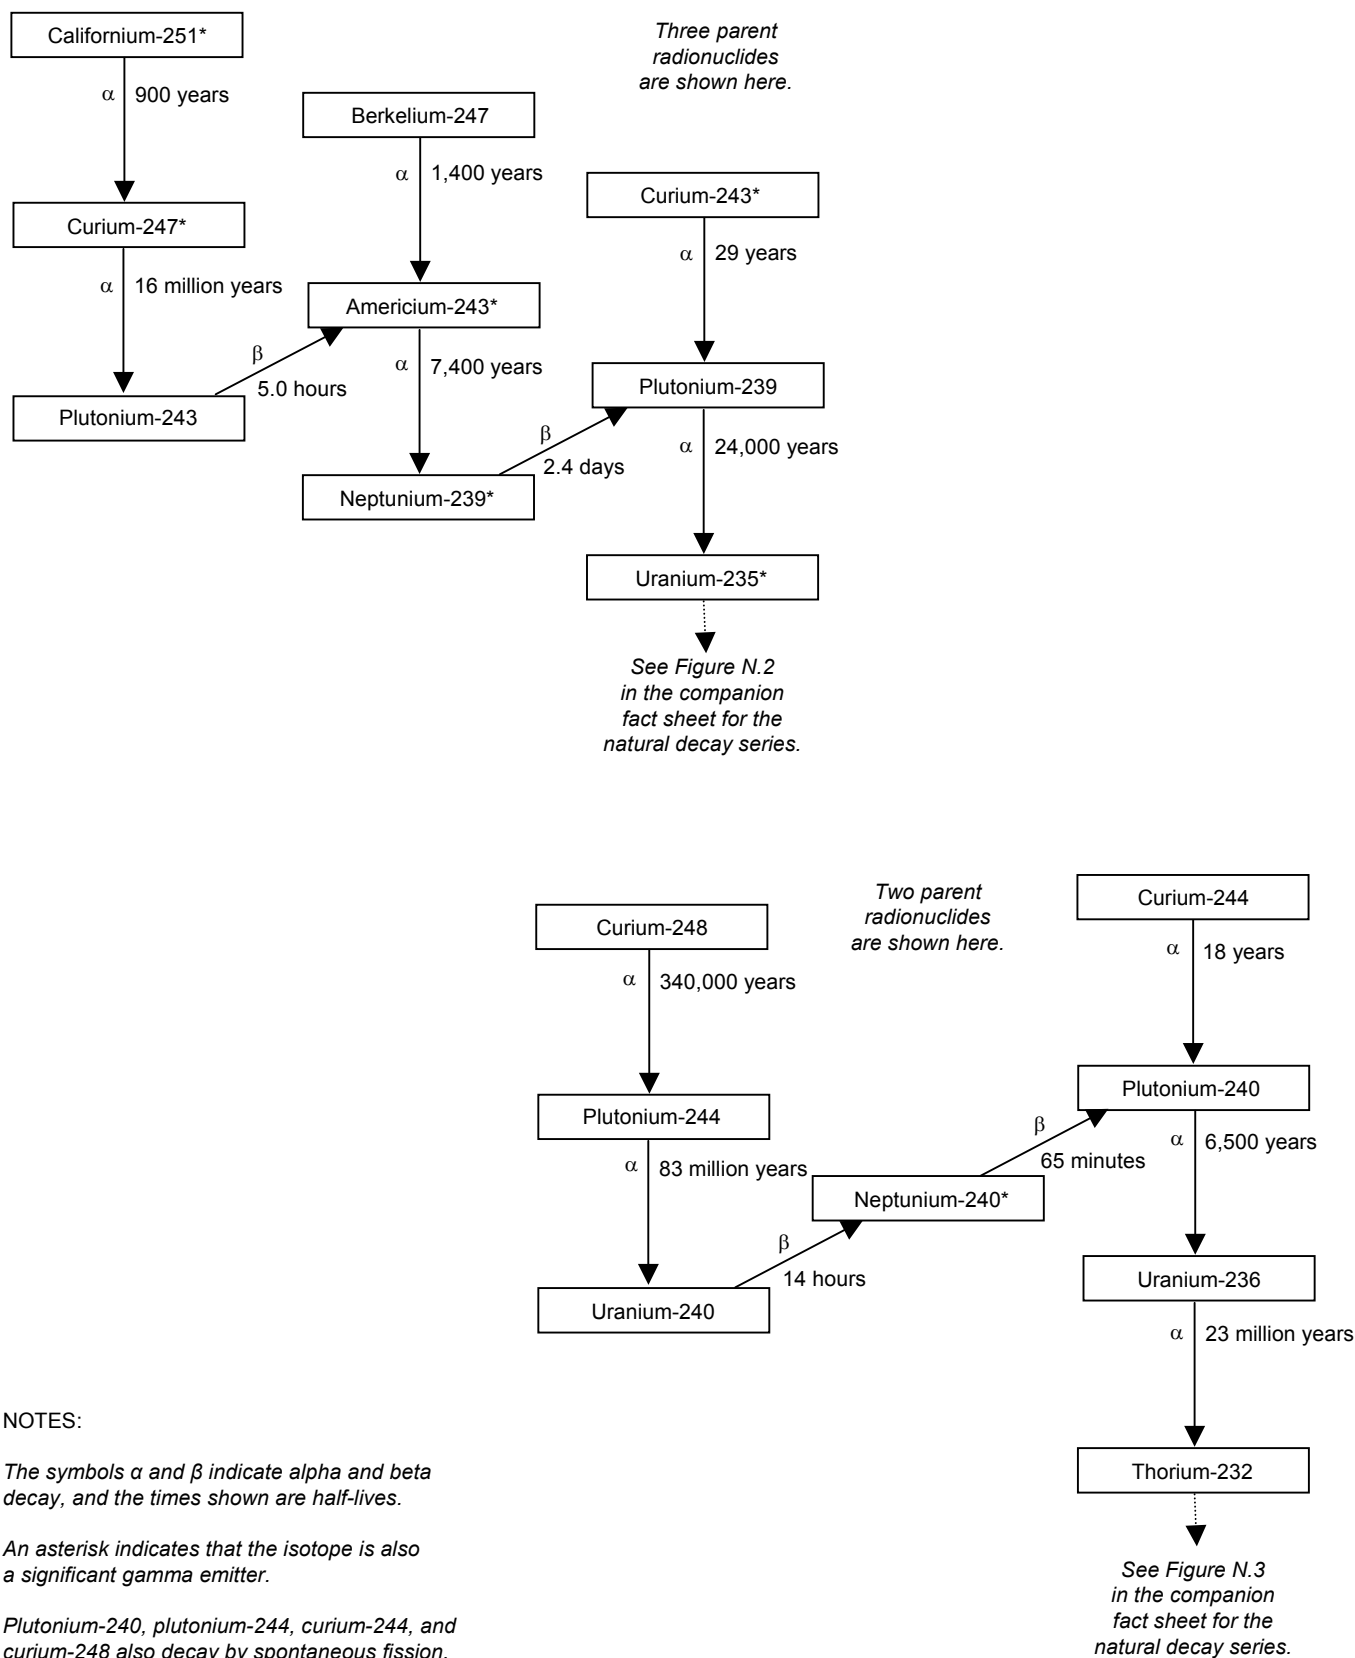 Californium-251*
α 900 years
Curium-247*
α 16 million years
Plutonium-243
β
5.0 hours
Berkelium-247
α 1,400 years
Americium-243*
α 7,400 years
Neptunium-239*
β
2.4 days
Three parent
radionuclides
are shown here.
Curium-243*
α 29 years
Plutonium-239
α 24,000 years
Uranium-235*
See Figure N.2
in the companion
fact sheet for the
natural decay series.
Curium-248
α 340,000 years
Plutonium-244
α 83 million years
Uranium-240
β
14 hours
Neptunium-240*
β
65 minutes
Two parent
radionuclides
are shown here.
Curium-244
α 18 years
Plutonium-240
α 6,500 years
Uranium-236
α 23 million years
Thorium-232
See Figure N.3
in the companion
fact sheet for the
natural decay series.
NOTES:
The symbols α and β indicate alpha and beta
decay, and the times shown are half-lives.
An asterisk indicates that the isotope is also
a significant gamma emitter.
Plutonium-240, plutonium-244, curium-244, and
curium-248 also decay by spontaneous fission.